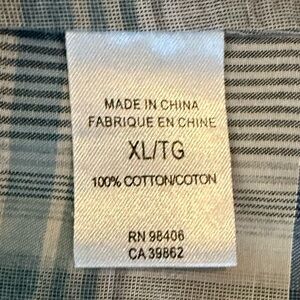 MADE IN CHINA
FABRIQUE EN CHINE
XL/TG
100% COTTON/COTON
RN 98406
CA 39862